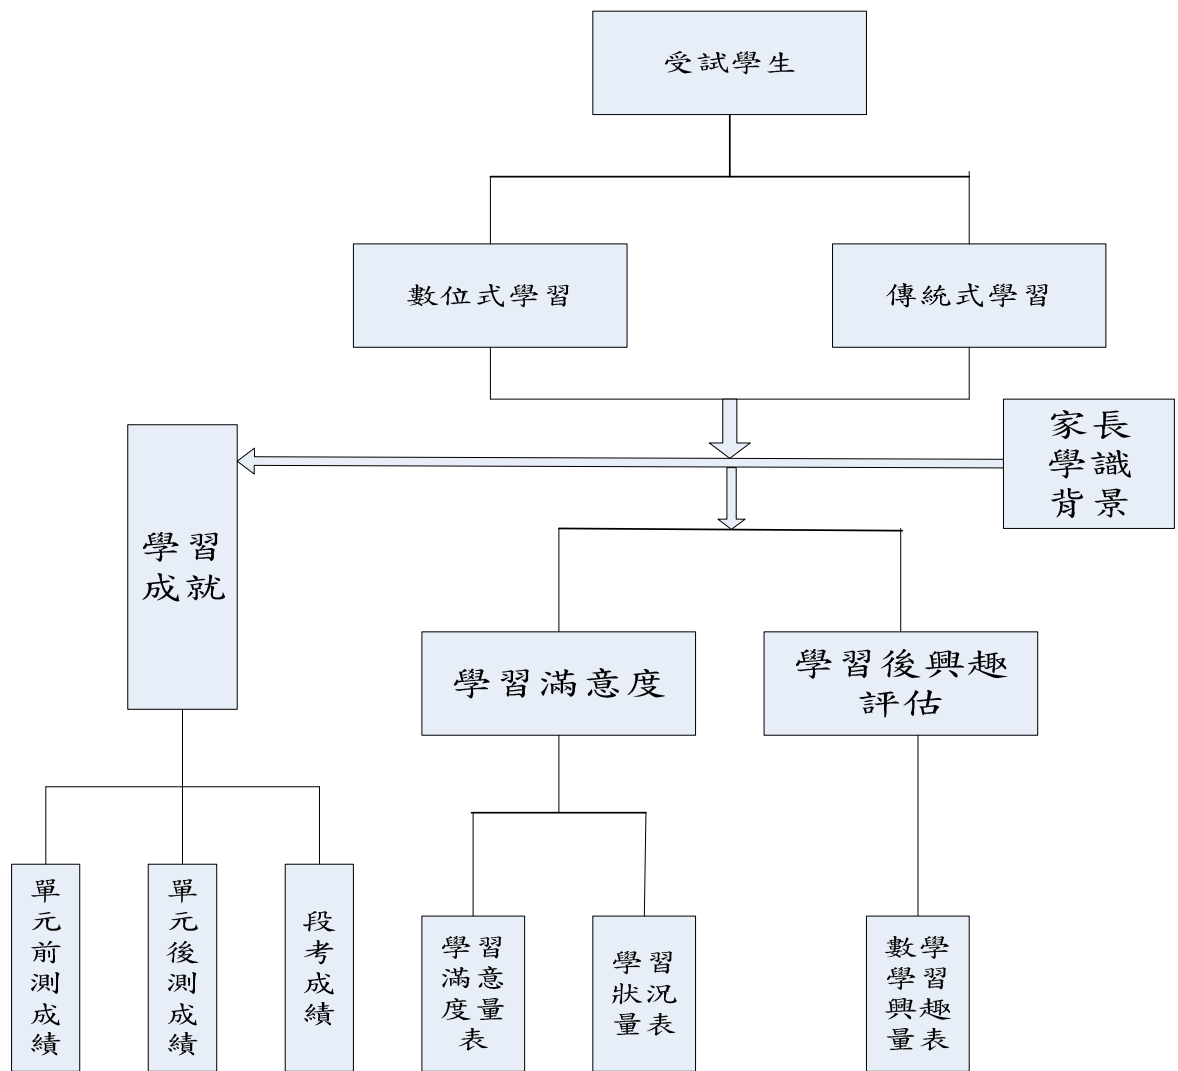 受試學生
數位式學習
傳統式學習
家長
學識
背景
學習
成就
學習滿意度
學習後興趣
評估
單
元
前
測
成
績
單
元
後
測
成
績
段
考
成
績
學習
滿意
度量
表
學習
狀況
量表
數學
學習
興趣
量表